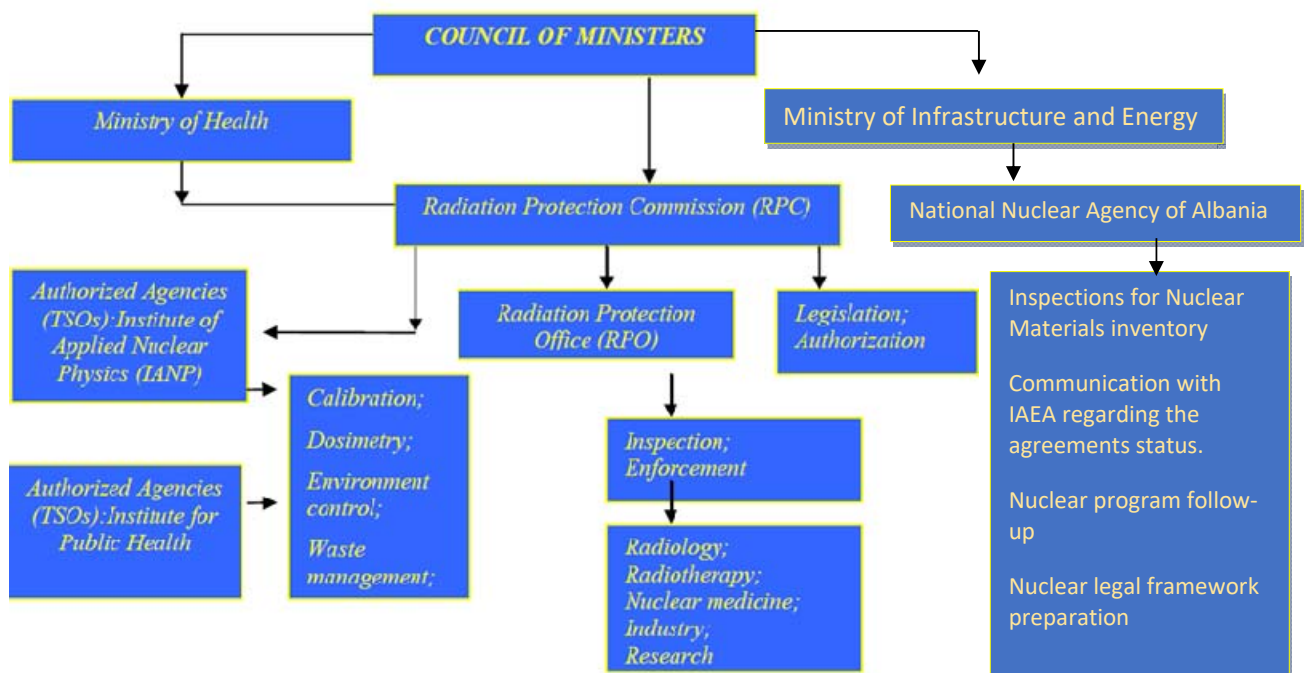 COUNCIL OF MINISTERS
Ministry of Health
Ministry of Infrastructure and Energy
Radiation Protection Commission (RPC)
National Nuclear Agency of Albania
Authorized Agencies
(TSOs):Institute of
Applied Nuclear
Physics (IANP)
Radiation Protection
Office (RPO)
Legislation;
Authorization
Inspections for Nuclear
Materials inventory
Communication with
IAEA regarding the
agreements status.
Nuclear program follow-
up
Nuclear legal framework
preparation
Calibration;
Dosimetry;
Environment
control;
Waste
management;
Inspection;
Enforcement
Authorized Agencies
(TSOs):Institute for
Public Health
Radiology;
Radiotherapy;
Nuclear medicine;
Industry;
Research